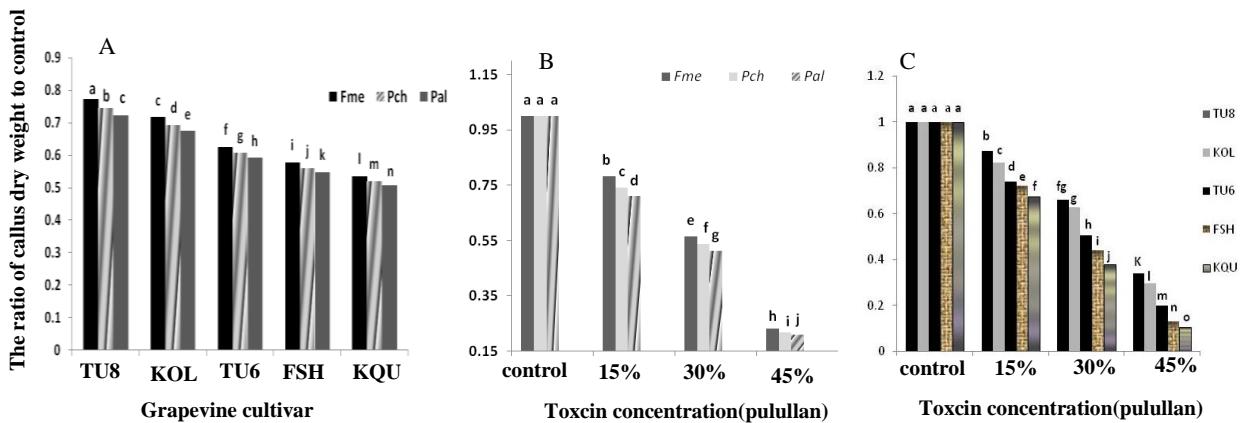 The ratio of callus dry weight to control
A
0.9
0.8
0.7
0.6
0.5
0.4
0.3
0.2
0.1
0
Fme Pch Pal
a b c
c d e
f g h
i j k
l m n
TU8 KOL TU6 FSH KQU
Grapevine cultivar
B
1.15
0.95
0.75
0.55
0.35
0.15
Fme Pch Pal
a a a
b c d
e f g
h i j
control 15% 30% 45%
Toxcin concentration(pulullan)
C
1.2
1
0.8
0.6
0.4
0.2
0
a a a a a
b c d e f
fg g h i j
K l m n o
TU8
KOL
TU6
FSH
KQU
control 15% 30% 45%
Toxcin concentration(pulullan)